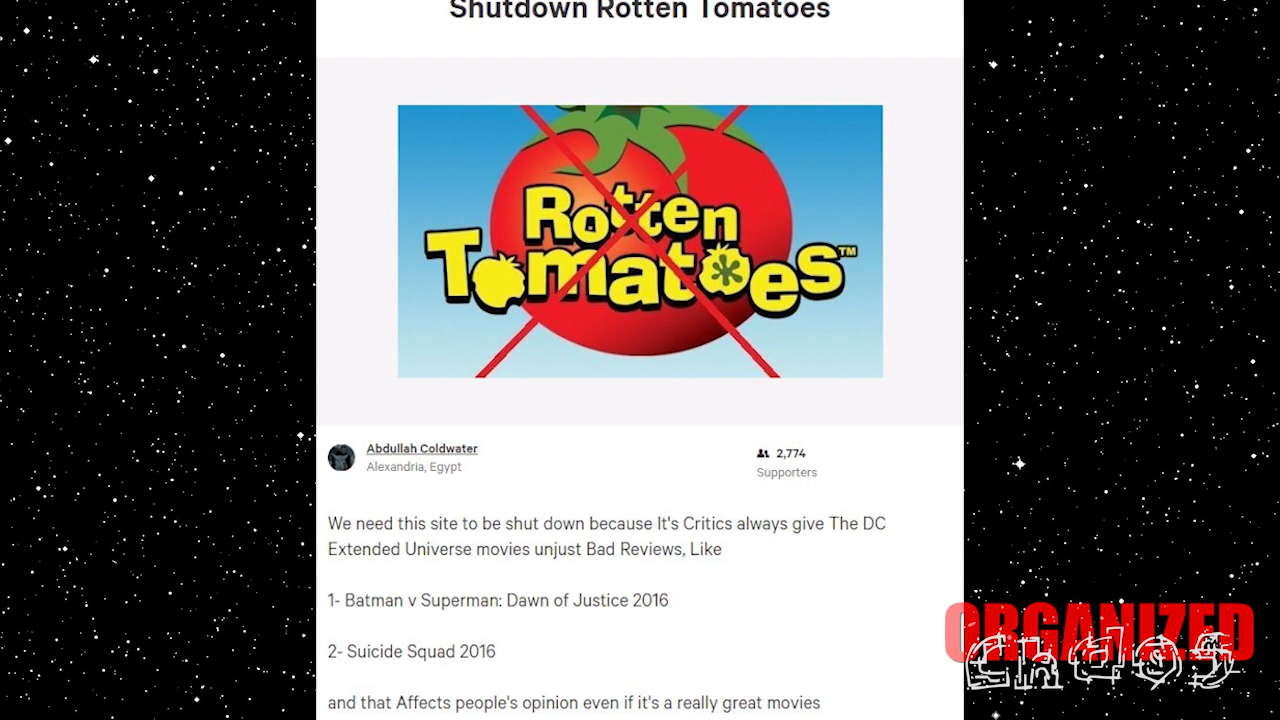 Shutdown Rotten Tomatoes
Rotten
Tomatoes™
Abdullah Coldwater
Alexandria, Egypt
2,774
Supporters
We need this site to be shut down because It's Critics always give The DC
Extended Universe movies unjust Bad Reviews, Like
1- Batman v Superman: Dawn of Justice 2016
2- Suicide Squad 2016
and that Affects people's opinion even if it's a really great movies
ORGANIZED
chaos